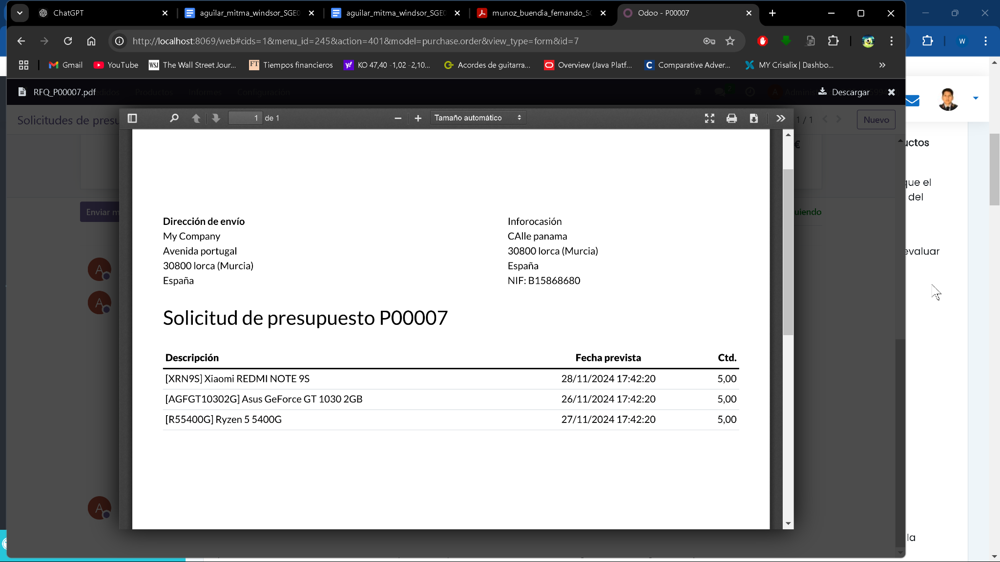 ChatGPT
aguilar_mitma_windsor_SGE0
aguilar_mitma_windsor_SGE0
munoz_buendia_fernando_S
Odoo - P00007
http://localhost:8069/web#cids=1&menu_id=245&action=401&model=purchase.order&view_type=form&id=7
W
Gmail
YouTube
The Wall Street Jour...
Tiempos financieros
KO 47,40 -1,02 -2,10...
Acordes de guitarra...
Overview (Java Platf...
Comparative Adver...
MY Crisalix | Dashbo...
RFQ_P00007.pdf
Productos
Informes
Configuración
Descargar
Solicitudes de presu
1 de 1
Tamaño automático
1 / 1
Nuevo
€
uctos
que el
del
Enviar m
uiendo
evaluar
la
Dirección de envío
My Company
Avenida portugal
30800 lorca (Murcia)
España
Inforocasión
CAlle panama
30800 lorca (Murcia)
España
NIF: B15868680
Solicitud de presupuesto P00007
Descripción Fecha prevista Ctd.
[XRN9S] Xiaomi REDMI NOTE 9S 28/11/2024 17:42:20 5,00
[AGFGT10302G] Asus GeForce GT 1030 2GB 26/11/2024 17:42:20 5,00
[R55400G] Ryzen 5 5400G 27/11/2024 17:42:20 5,00
A
A
A